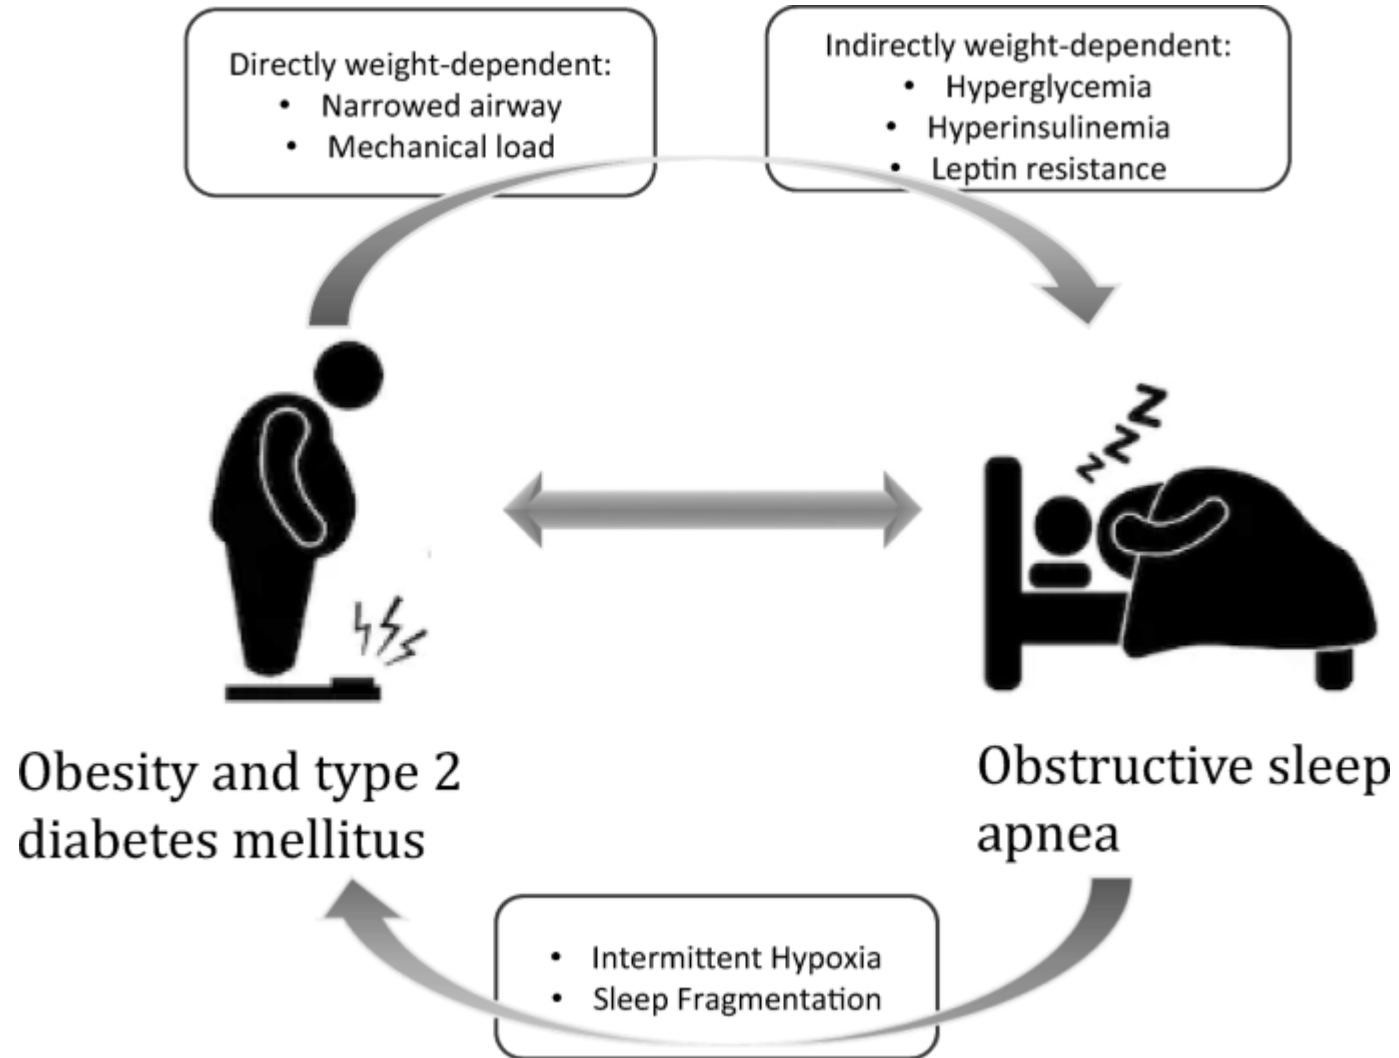 Directly weight-dependent:
• Narrowed airway
• Mechanical load
Indirectly weight-dependent:
• Hyperglycemia
• Hyperinsulinemia
• Leptin resistance
z z z
Obesity and type 2
diabetes mellitus
Obstructive sleep
apnea
• Intermittent Hypoxia
• Sleep Fragmentation